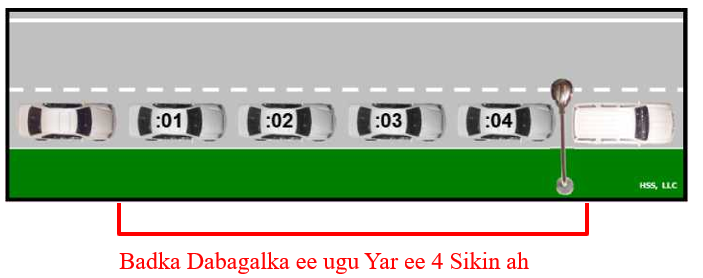 :01 :02 :03 :04
HSS, LLC
Badka Dabagalka ee ugu Yar ee 4 Sikin ah